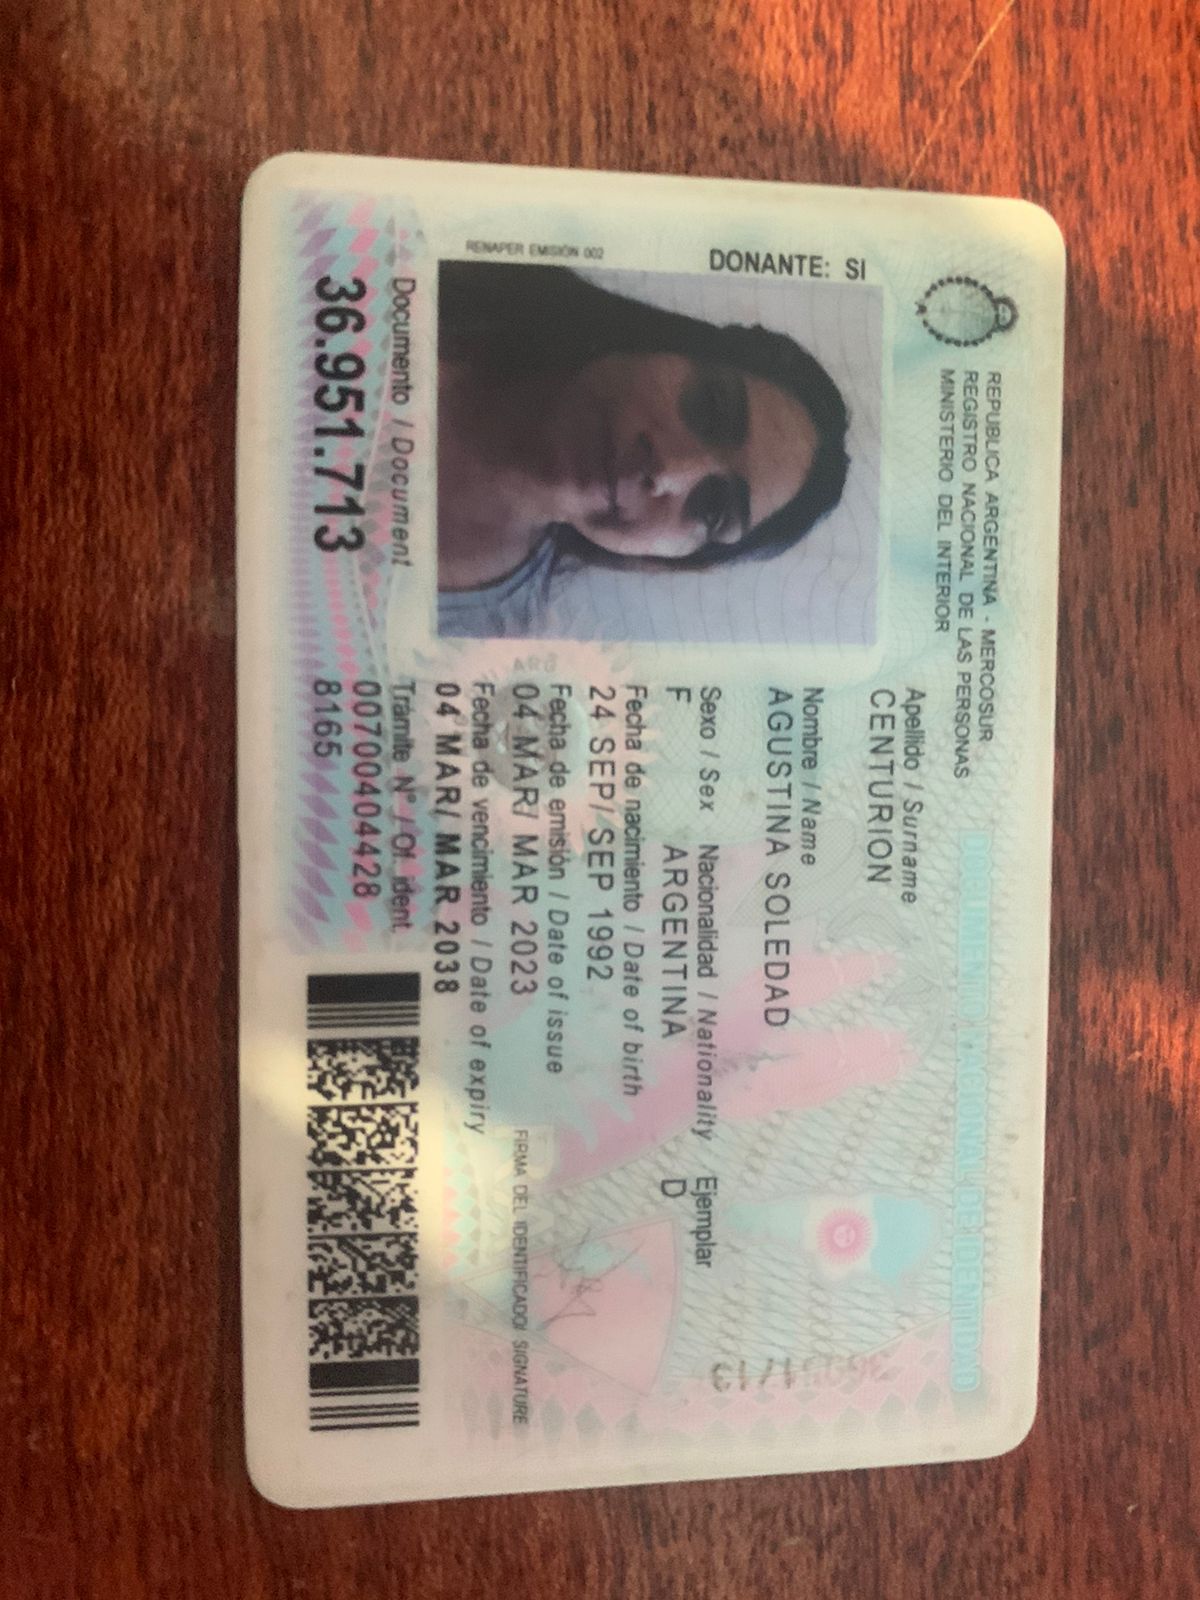 REPUBLICA ARGENTINA - MERCOSUR
REGISTRO NACIONAL DE LAS PERSONAS
MINISTERIO DEL INTERIOR
DOCUMENTO NACIONAL DE IDENTIDAD
DONANTE: SI
RENAPER EMISIÓN 002
Apellido / Surname
CENTURION
Nombre / Name
AGUSTINA SOLEDAD
Sexo / Sex Nacionalidad / Nationality Ejemplar
F ARGENTINA D
Fecha de nacimiento / Date of birth
24 SEP/ SEP 1992
Fecha de emisión / Date of issue
04 MAR/ MAR 2023
Fecha de vencimiento / Date of expiry
04 MAR/ MAR 2038
FIRMA DEL IDENTIFICADO/ SIGNATURE
Documento / Document
36.951.713
Trámite N° / Of. ident.
00700404428
8165
ARG